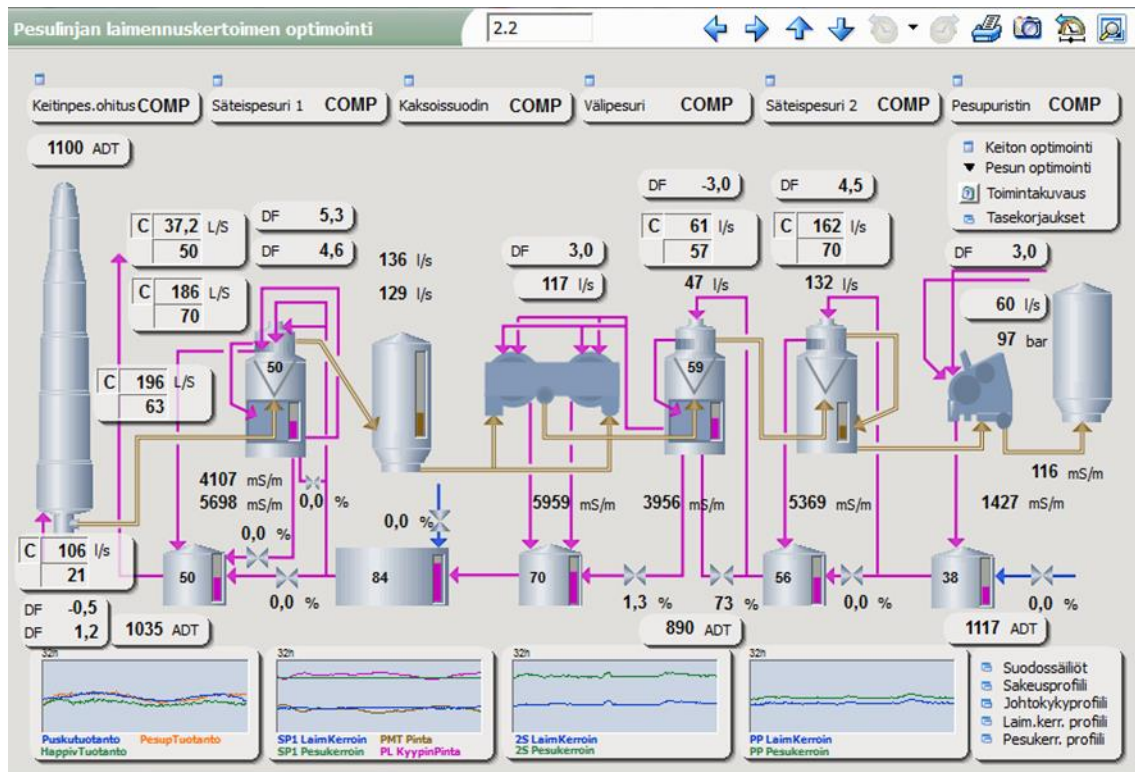 Pesulinjan laimennuskertoimen optimointi 2.2
Keitinpes.ohitus COMP Säteispesuri 1 COMP Kaksoissuodin COMP Välipesuri COMP Säteispesuri 2 COMP Pesupuristin COMP
1100 ADT
Keiton optimointi
Pesun optimointi
Toimintakuvaus
Tasekorjaukset
C 37,2 L/S
50
DF 5,3
DF 4,6
C 186 L/S
70
136 l/s
129 l/s
DF 3,0
117 l/s
DF -3,0
C 61 l/s
57
47 l/s
DF 4,5
C 162 l/s
70
132 l/s
DF 3,0
60 l/s
97 bar
C 196 L/S
63
50
59
4107 mS/m
5698 mS/m
0,0 %
0,0 %
0,0 %
5959 mS/m
3956 mS/m
5369 mS/m
1427 mS/m
116 mS/m
C 106 l/s
21
50
84
70
56
38
0,0 %
1,3 %
73 %
0,0 %
0,0 %
DF -0,5
DF 1,2
1035 ADT
890 ADT
1117 ADT
32h
Puskutuotanto PesupTuotanto
HappivTuotanto
32h
SP1 LaimKerroin PMT Pinta
SP1 Pesukerroin PL KyypinPinta
32h
2S LaimKerroin
2S Pesukerroin
32h
PP LaimKerroin
PP Pesukerroin
Suodossäiliöt
Sakeusprofiili
Johtokykyprofiili
Laim.kerr. profiili
Pesukerr. profiili